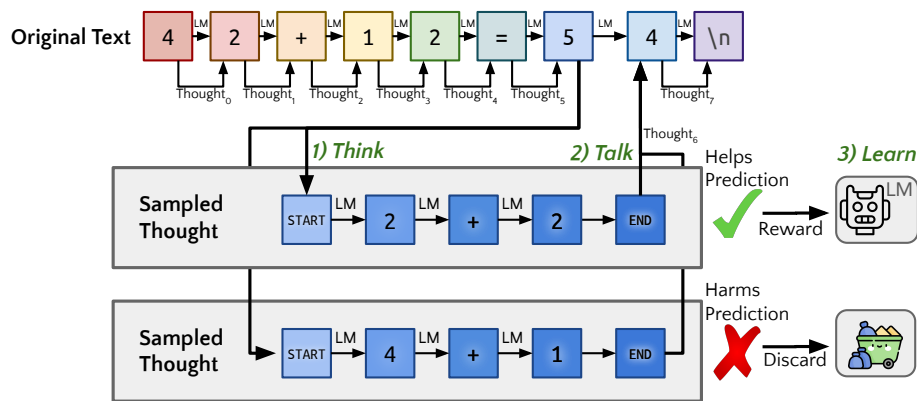 LM LM LM LM LM LM LM LM
Original Text 4 2 + 1 2 = 5 4 \n
Thought0 Thought1 Thought2 Thought3 Thought4 Thought5 Thought7
Thought6
1) Think 2) Talk Helps 3) Learn
Prediction
LM
Sampled
Thought
START LM 2 LM + LM 2 END
Reward
Harms
Prediction
Sampled
Thought
START LM 4 LM + LM 1 END
Discard